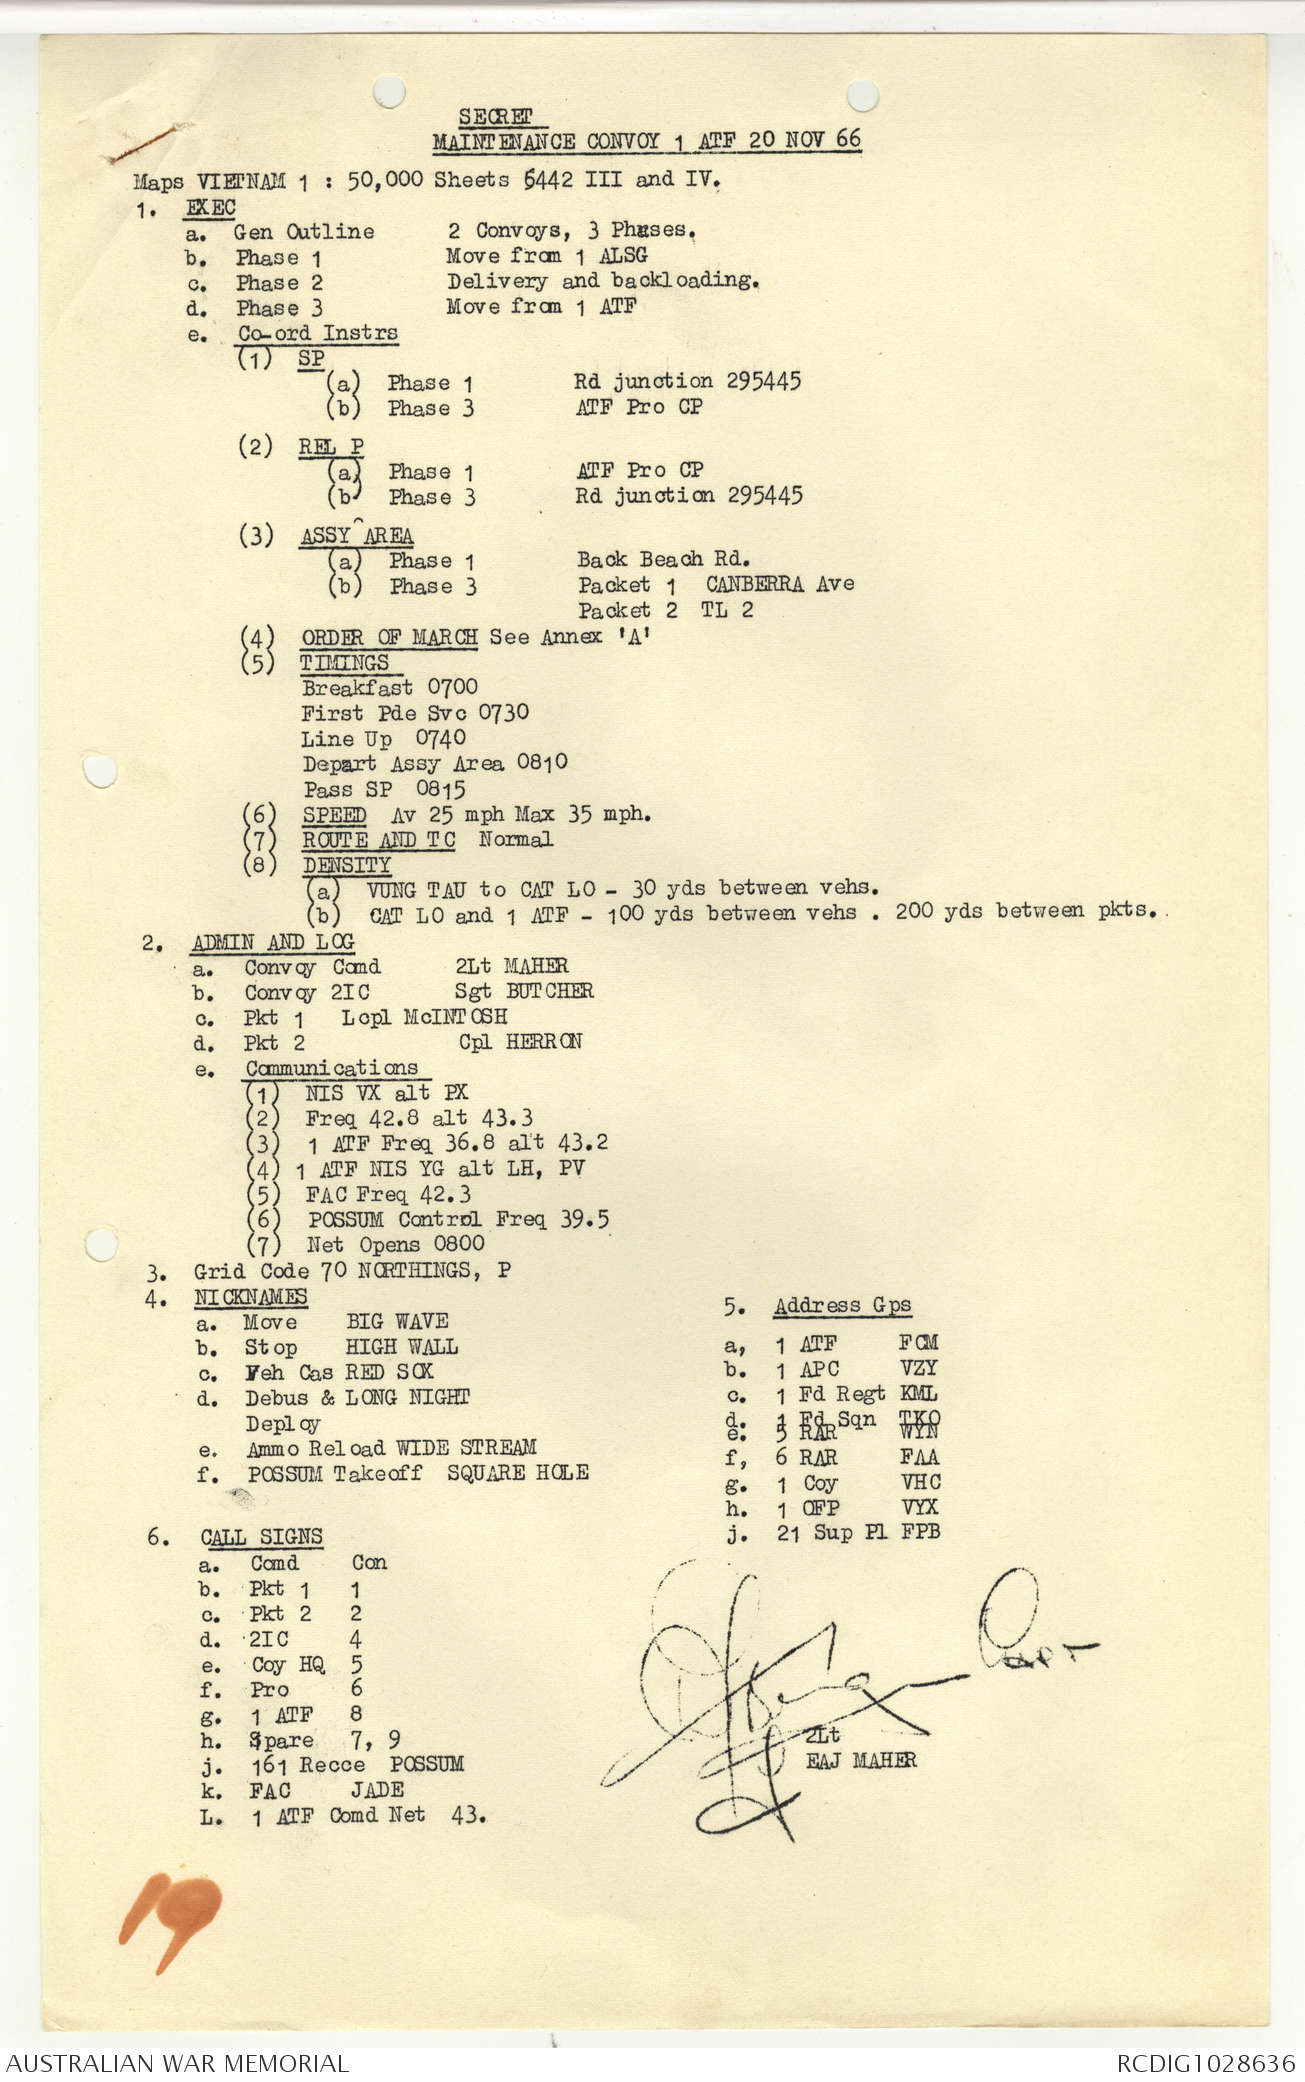 SECRET
MAINTENANCE CONVOY 1 ATF 20 NOV 66
Maps VIETNAM 1 : 50,000 Sheets 6442 III and IV.
1. EXEC
a. Gen Outline 2 Convoys, 3 Phases.
b. Phase 1 Move from 1 ALSG
c. Phase 2 Delivery and backloading.
d. Phase 3 Move from 1 ATF
e. Co-ord Instrs
(1) SP
(a) Phase 1 Rd junction 295445
(b) Phase 3 ATF Pro CP
(2) REL P
(a) Phase 1 ATF Pro CP
(b) Phase 3 Rd junction 295445
(3) ASSY AREA
(a) Phase 1 Back Beach Rd.
(b) Phase 3 Packet 1 CANBERRA Ave
Packet 2 TL 2
(4) ORDER OF MARCH See Annex 'A'
(5) TIMINGS
Breakfast 0700
First Pde Svc 0730
Line Up 0740
Depart Assy Area 0810
Pass SP 0815
(6) SPEED Av 25 mph Max 35 mph.
(7) ROUTE AND TC Normal
(8) DENSITY
(a) VUNG TAU to CAT LO - 30 yds between vehs.
(b) CAT LO and 1 ATF - 100 yds between vehs . 200 yds between pkts.
2. ADMIN AND LOG
a. Convoy Comd 2Lt MAHER
b. Convoy 2IC Sgt BUTCHER
c. Pkt 1 Lcpl McINTOSH
d. Pkt 2 Cpl HERRON
e. Communications
(1) NIS VX alt PX
(2) Freq 42.8 alt 43.3
(3) 1 ATF Freq 36.8 alt 43.2
(4) 1 ATF NIS YG alt LH, PV
(5) FAC Freq 42.3
(6) POSSUM Control Freq 39.5
(7) Net Opens 0800
3. Grid Code 70 NORTHINGS, P
4. NICKNAMES
a. Move BIG WAVE
b. Stop HIGH WALL
c. Veh Cas RED SOX
d. Debus & LONG NIGHT
Deploy
e. Ammo Reload WIDE STREAM
f. POSSUM Takeoff SQUARE HOLE
5. Address Gps
a, 1 ATF FCM
b. 1 APC VZY
c. 1 Fd Regt KML
d. 1 Fd Sqn TKO
e. 5 RAR WYN
f, 6 RAR FAA
g. 1 Coy VHC
h. 1 OFP VYX
j. 21 Sup Pl FPB
6. CALL SIGNS
a. Comd Con
b. Pkt 1 1
c. Pkt 2 2
d. 2IC 4
e. Coy HQ 5
f. Pro 6
g. 1 ATF 8
h. Spare 7, 9
j. 161 Recce POSSUM
k. FAC JADE
L. 1 ATF Comd Net 43.
Capt
2Lt
EAJ MAHER
19
AUSTRALIAN WAR MEMORIAL
RCDIG1028636